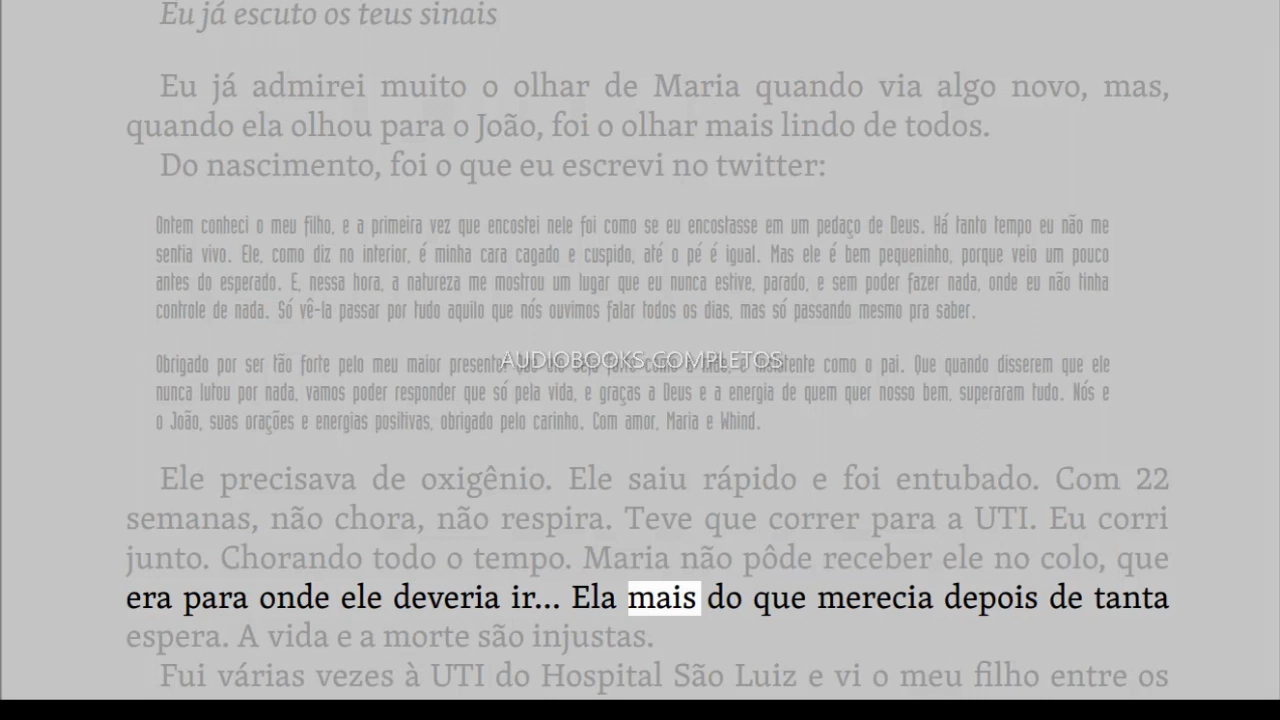 Eu já escuto os teus sinais
Eu já admirei muito o olhar de Maria quando via algo novo, mas,
quando ela olhou para o João, foi o olhar mais lindo de todos.
Do nascimento, foi o que eu escrevi no twitter:
Ontem conheci o meu filho, e a primeira vez que encostei nele foi como se eu encostasse em um pedaço de Deus. Há tanto tempo eu não me
sentia vivo. Ele, como diz no interior, é minha cara cagado e cuspido, até o pé é igual. Mas ele é bem pequeninho, porque veio um pouco
antes do esperado. E, nessa hora, a natureza me mostrou um lugar que eu nunca estive, parado, e sem poder fazer nada, onde eu não tinha
controle de nada. Só vê-la passar por tudo aquilo que nós ouvimos falar todos os dias, mas só passando mesmo pra saber.
AUDIOBOOKS COMPLETOS
Obrigado por ser tão forte pelo meu maior presente como o pai. Que quando disserem que ele
nunca lutou por nada, vamos poder responder que só pela vida, e graças a Deus e a energia de quem quer nosso bem, superaram tudo. Nós e
o João, suas orações e energias positivas, obrigado pelo carinho. Com amor, Maria e Whind.
Ele precisava de oxigênio. Ele saiu rápido e foi entubado. Com 22
semanas, não chora, não respira. Teve que correr para a UTI. Eu corri
junto. Chorando todo o tempo. Maria não pôde receber ele no colo, que
era para onde ele deveria ir... Ela mais do que merecia depois de tanta
espera. A vida e a morte são injustas.
Fui várias vezes à UTI do Hospital São Luiz e vi o meu filho entre os